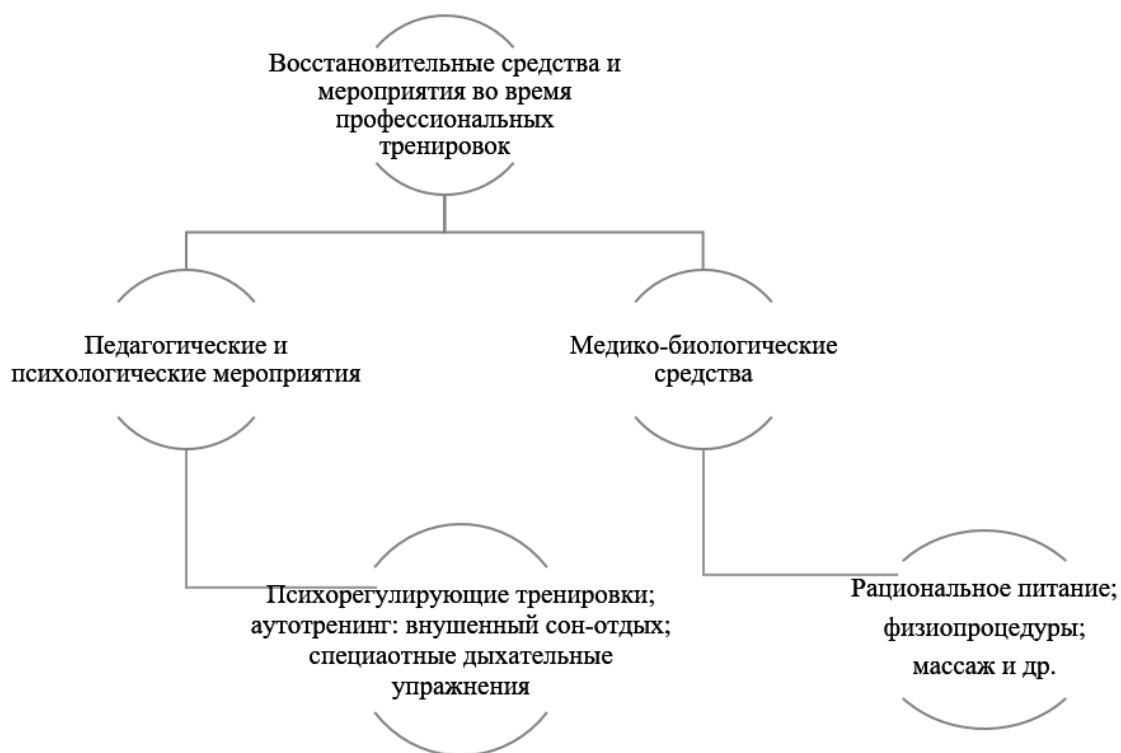 Восстановительные средства и
мероприятия во время
профессиональных
тренировок
Педагогические и
психологические мероприятия
Медико-биологические
средства
Психорегулирующие тренировки;
аутотренинг: внушенный сон-отдых;
специаотные дыхательные
упражнения
Рациональное питание;
физиопроцедуры;
массаж и др.